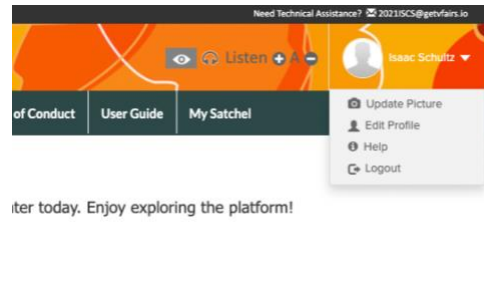 Need Technical Assistance? 2021ISCS@getvfairs.io
Listen A Isaac Schultz
of Conduct User Guide My Satchel
Update Picture
Edit Profile
Help
Logout
ter today. Enjoy exploring the platform!